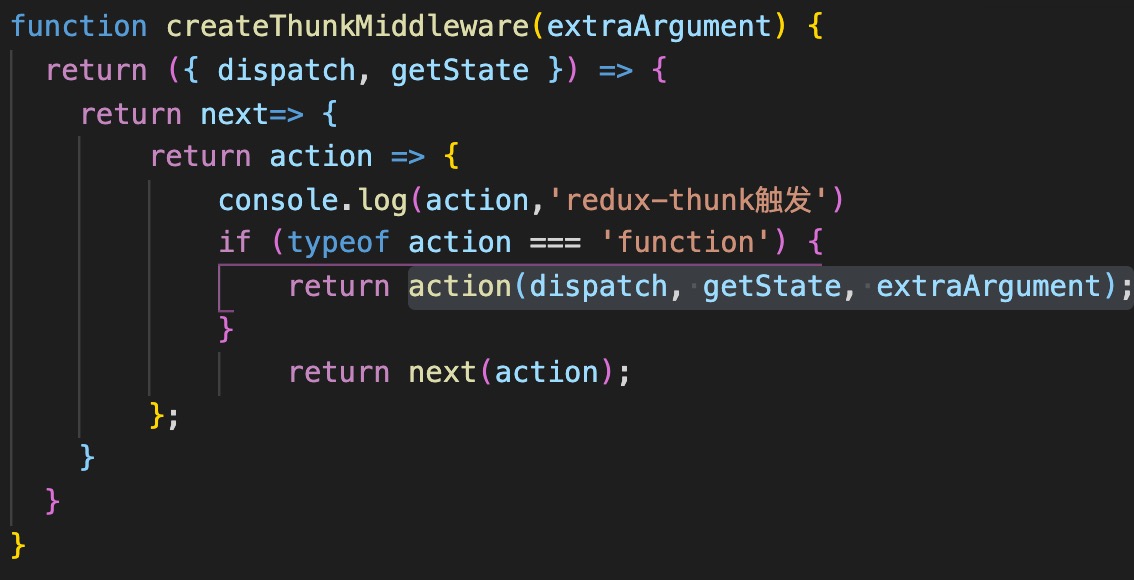 function createThunkMiddleware(extraArgument) {
return ({ dispatch, getState }) => {
return next=> {
return action => {
console.log(action,'redux-thunk触发')
if (typeof action === 'function') {
return action(dispatch, getState, extraArgument);
}
return next(action);
};
}
}
}